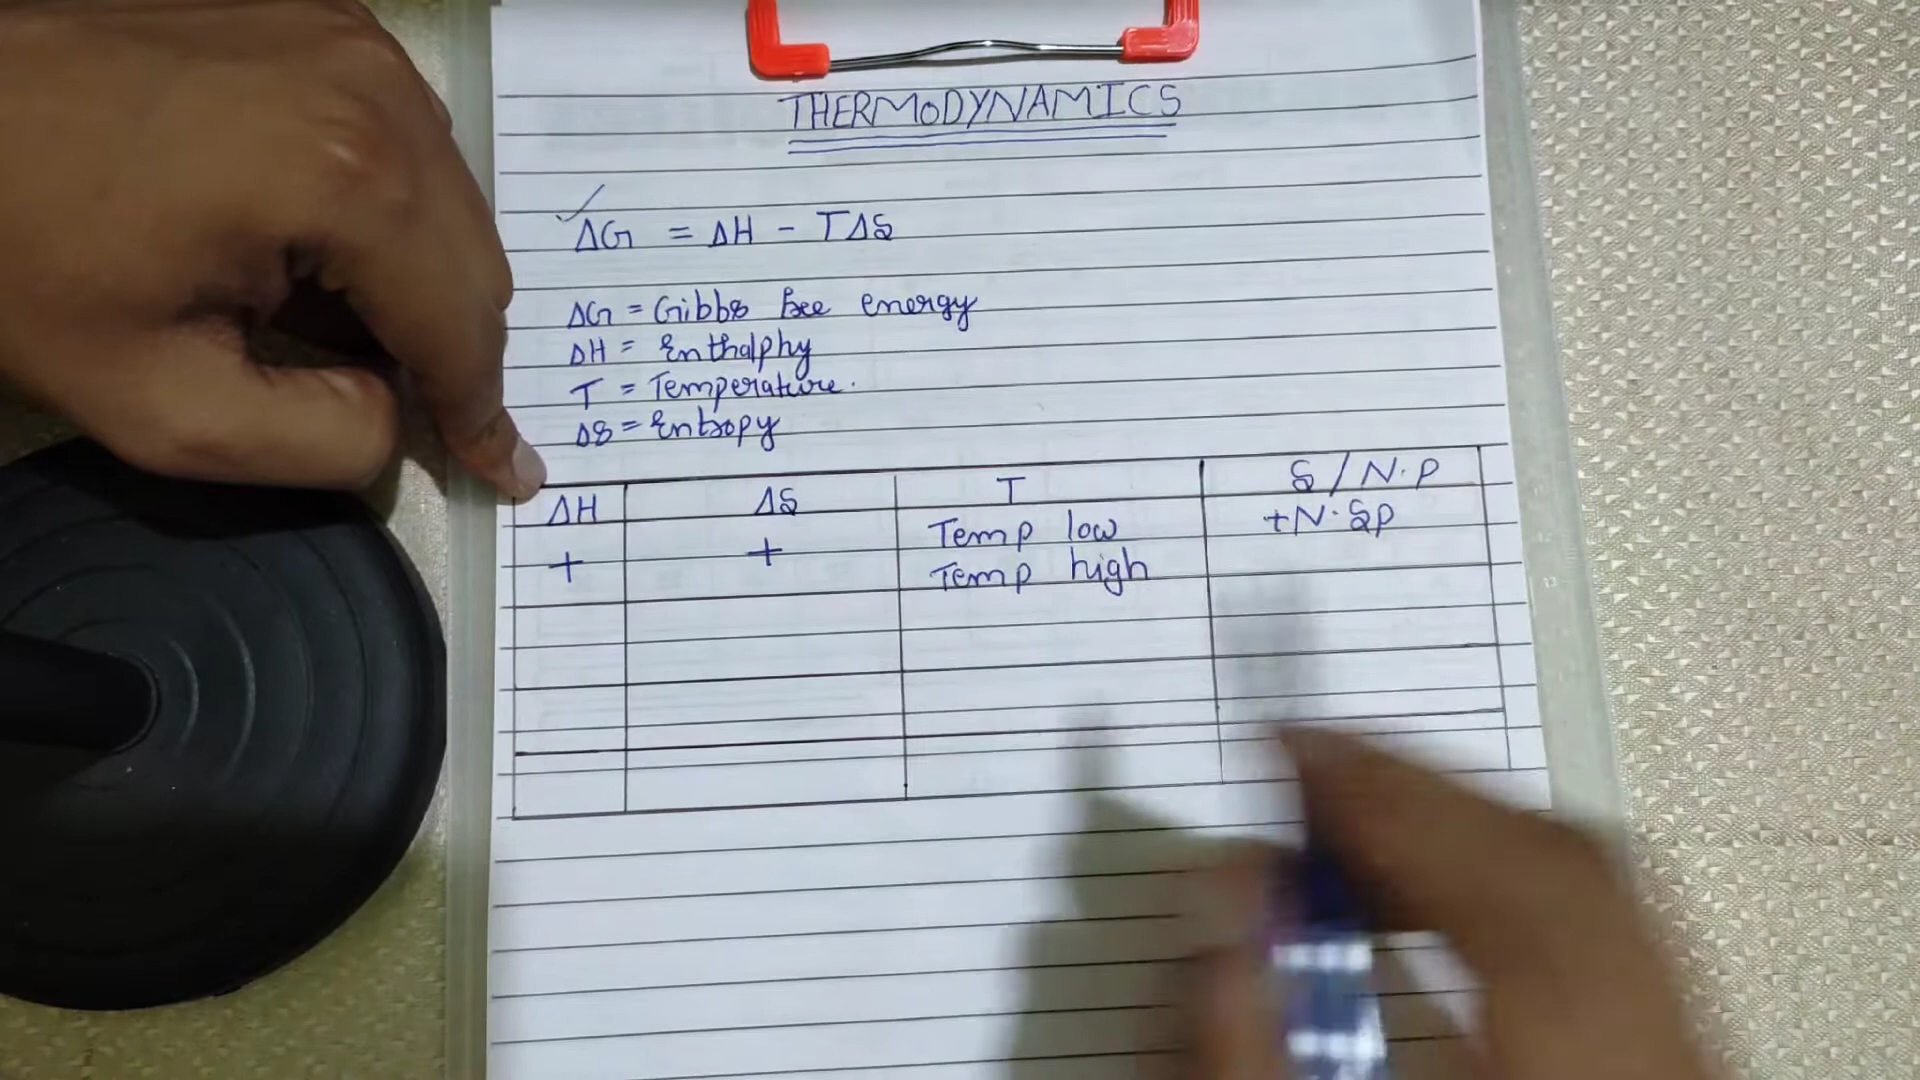 THERMODYNAMICS
ΔG = ΔH - TΔS
ΔG = Gibbs free energy
ΔH = Enthalphy
T = Temperature.
ΔS = Entropy
ΔH ΔS T S/N.P
+ + Temp low +N.SP
Temp high